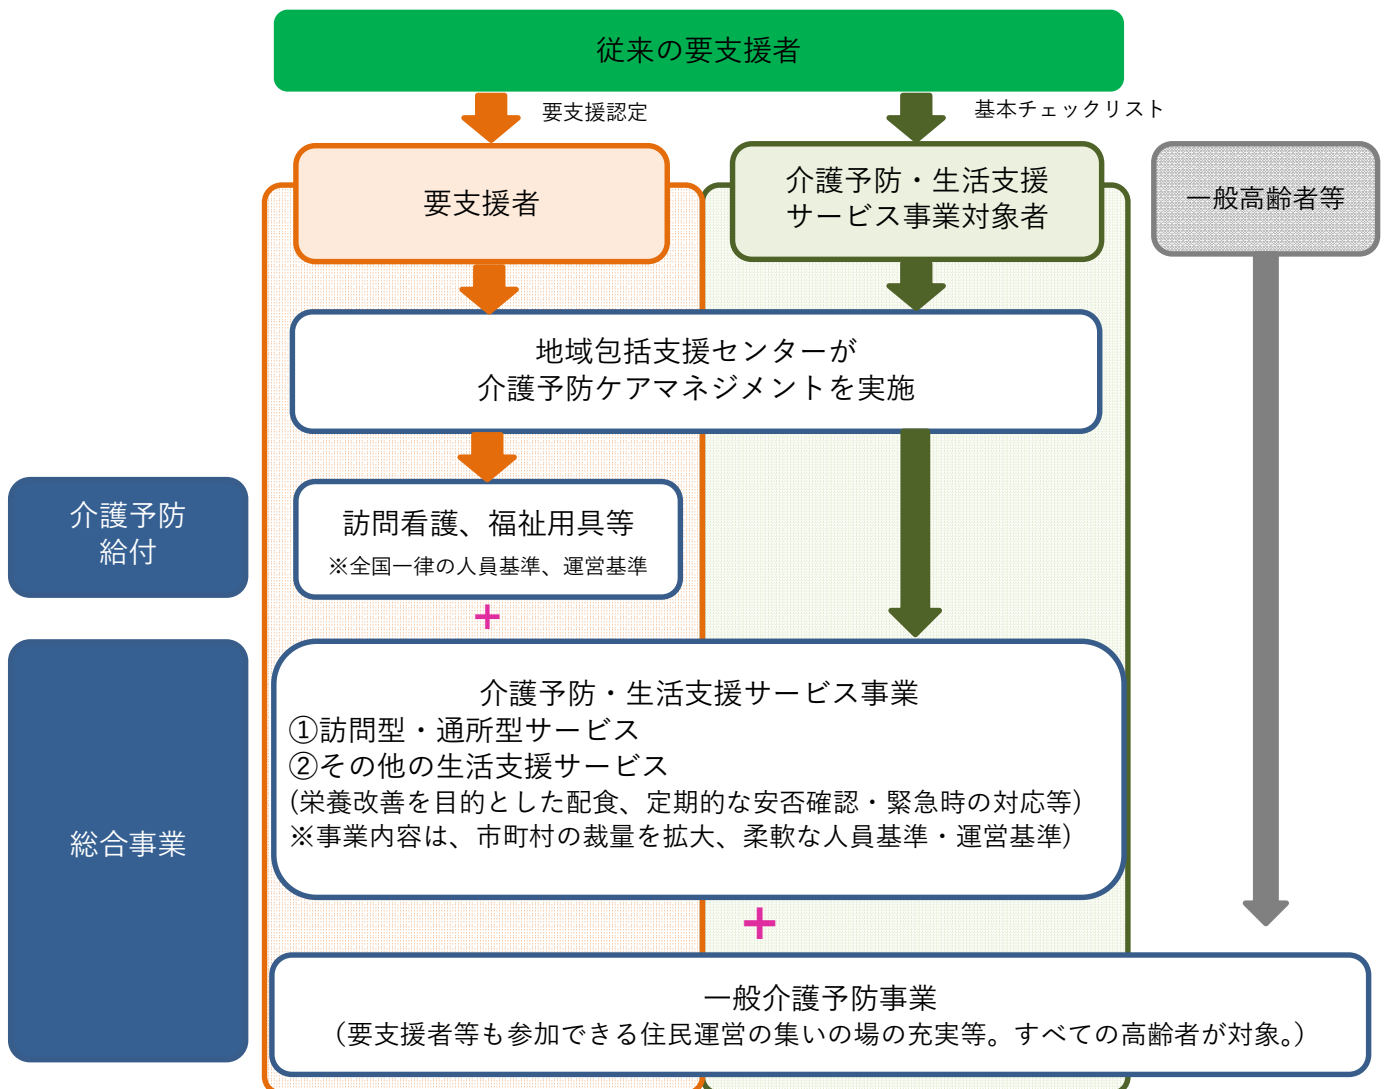 従来の要支援者
要支援認定
基本チェックリスト
要支援者
介護予防・生活支援
サービス事業対象者
一般高齢者等
地域包括支援センターが
介護予防ケアマネジメントを実施
介護予防
給付
訪問看護、福祉用具等
※全国一律の人員基準、運営基準
+
総合事業
介護予防・生活支援サービス事業
①訪問型・通所型サービス
②その他の生活支援サービス
(栄養改善を目的とした配食、定期的な安否確認・緊急時の対応等)
※事業内容は、市町村の裁量を拡大、柔軟な人員基準・運営基準)
+
一般介護予防事業
（要支援者等も参加できる住民運営の集いの場の充実等。すべての高齢者が対象。）